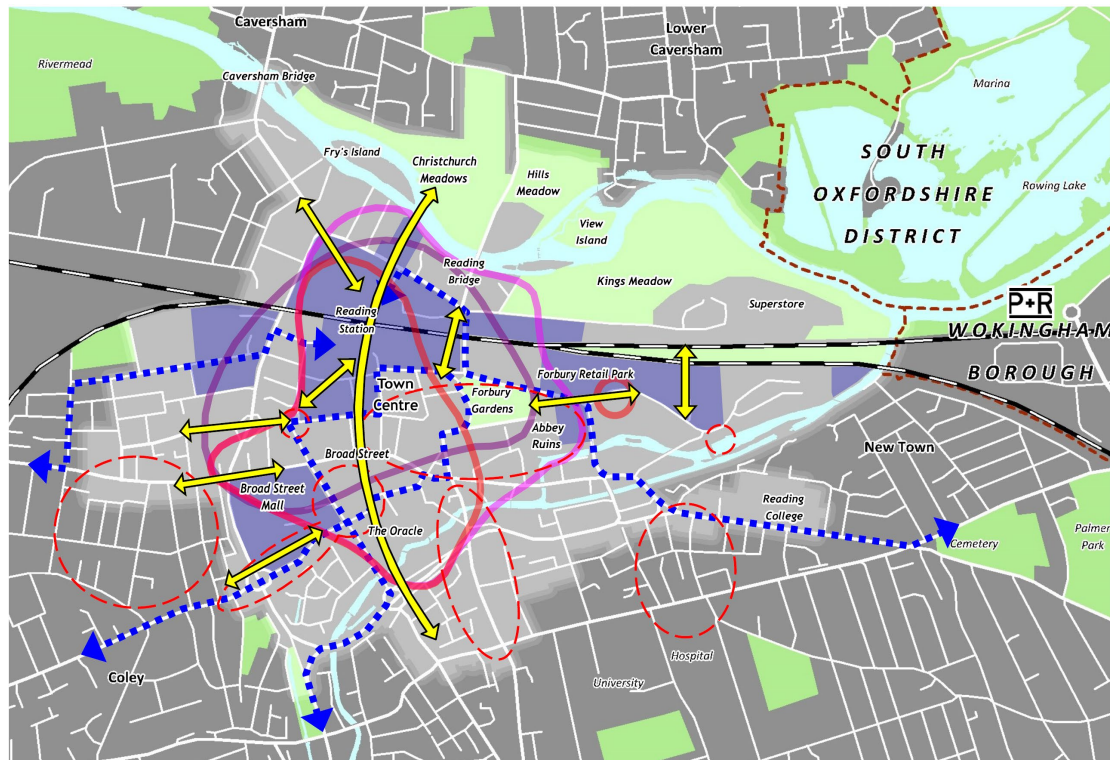 Caversham
Lower
Caversham
Rivermead
Caversham Bridge
Marina
Fry's Island
Christchurch
Meadows
Hills
Meadow
SOUTH
OXFORDSHIRE
DISTRICT
Rowing Lake
View
Island
Reading
Bridge
Kings Meadow
Superstore
P+R
WOKINGHAM
BOROUGH
Reading
Station
Town
Centre
Forbury Retail Park
Forbury
Gardens
Abbey
Ruins
Broad Street
New Town
Broad Street
Mall
Reading
College
The Oracle
Cemetery
Palmer
Park
Hospital
Coley
University